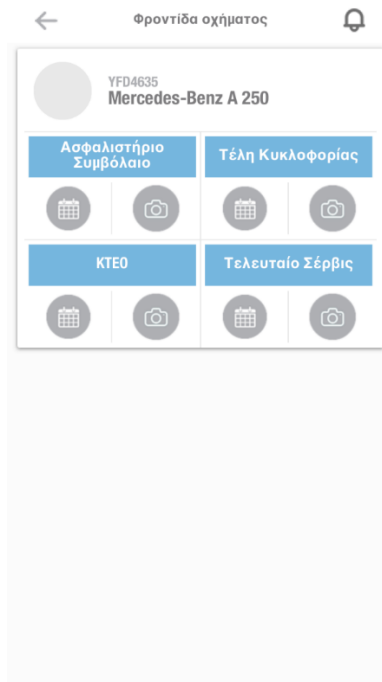 Φροντίδα οχήματος
YFD4635
Mercedes-Benz A 250
Ασφαλιστήριο
Συμβόλαιο
Τέλη Κυκλοφορίας
ΚΤΕΟ
Τελευταίο Σέρβις